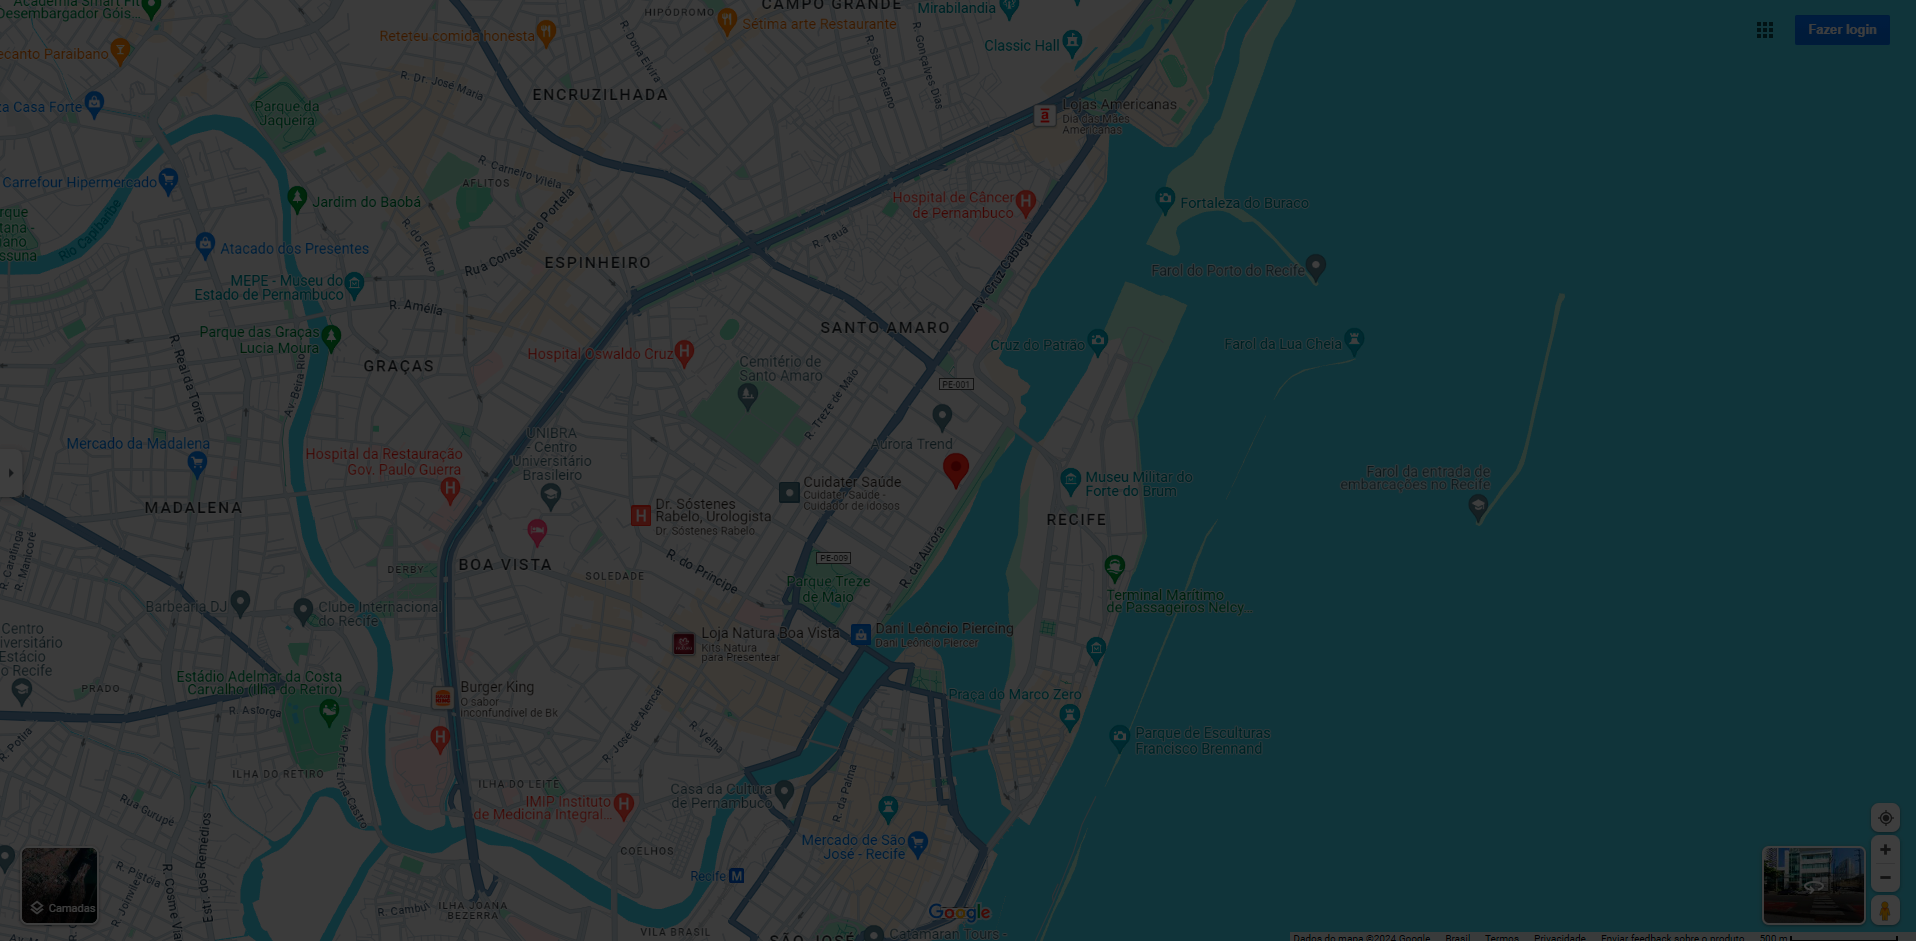 Academia Smart Fit
Desembargador Góis...
HIPÓDROMO
CAMPO GRANDE
Sétima arte Restaurante
Mirabilandia
Classic Hall
Fazer login
Reteteu comida honesta
ecanto Paraibano
R. Dona Elvira
R. São Caetano
R. Gonçalves Dias
R. Dr. José Maria
ENCRUZILHADA
za Casa Forte
Parque da
Jaqueira
Lojas Americanas
Dia das Mães
Americanas
Carrefour Hipermercado
R. Carneiro Vilela
AFLITOS
Jardim do Baobá
Hospital de Câncer
de Pernambuco
Fortaleza do Buraco
Rio Capibaribe
Atacado dos Presentes
R. do Futuro
Rua Conselheiro Portela
R. Tauá
Av. Cruz Cabugá
ESPINHEIRO
Farol do Porto do Recife
MEPE - Museu do
Estado de Pernambuco
R. Amélia
Parque das Graças
Lucia Moura
SANTO AMARO
Cruz do Patrão
Farol da Lua Cheia
R. Real da Torre
Av. Beira Rio
GRAÇAS
Hospital Oswaldo Cruz
Cemitério de
Santo Amaro
R. Treze de Maio
PE-001
Aurora Trend
Mercado da Madalena
Hospital da Restauração
Gov. Paulo Guerra
UNIBRA
- Centro
Universitário
Brasileiro
Cuidater Saúde
Cuidater Saúde -
Cuidador de Idosos
Museu Militar do
Forte do Brum
Farol da entrada de
embarcações no Recife
MADALENA
Dr. Sóstenes
Rabelo, Urologista
Dr. Sóstenes Rabelo,
RECIFE
R. Caratinga
R. Manicoré
BOA VISTA
DERBY
SOLEDADE
R. do Príncipe
PE-009
R. da Aurora
Parque Treze
de Maio
Terminal Marítimo
de Passageiros Nelcy...
Barbearia DJ
Clube Internacional
do Recife
Centro
iversitário
Estácio
o Recife
Loja Natura Boa Vista
Kits Natura
para Presentear
Dani Leôncio Piercing
Dani Leôncio Piercer
Estádio Adelmar da Costa
Carvalho (Ilha do Retiro)
PRADO
R. Astorga
Burger King
O sabor
inconfundível de Bk
R. José de Alencar
R. Velha
Praça do Marco Zero
Parque de Esculturas
Francisco Brennand
R. Potira
ILHA DO RETIRO
Av. Pref. Lima Castro
ILHA DO LEITE
Casa da Cultura
de Pernambuco
R. da Palma
IMIP Instituto
de Medicina Integral...
Rua Gurupé
Estr. dos Remédios
COELHOS
Mercado de São
José - Recife
Recife
R. Pistóia
R. Joinvile
R. Cosme Viana
Camadas
R. Cambu
ILHA JOANA
BEZERRA
VILA BRASIL
SÃO JOSÉ
Google
Catamaran Tours -
Dados do mapa ©2024 Google
Brasil
Termos
Privacidade
Enviar feedback sobre o produto
500 m